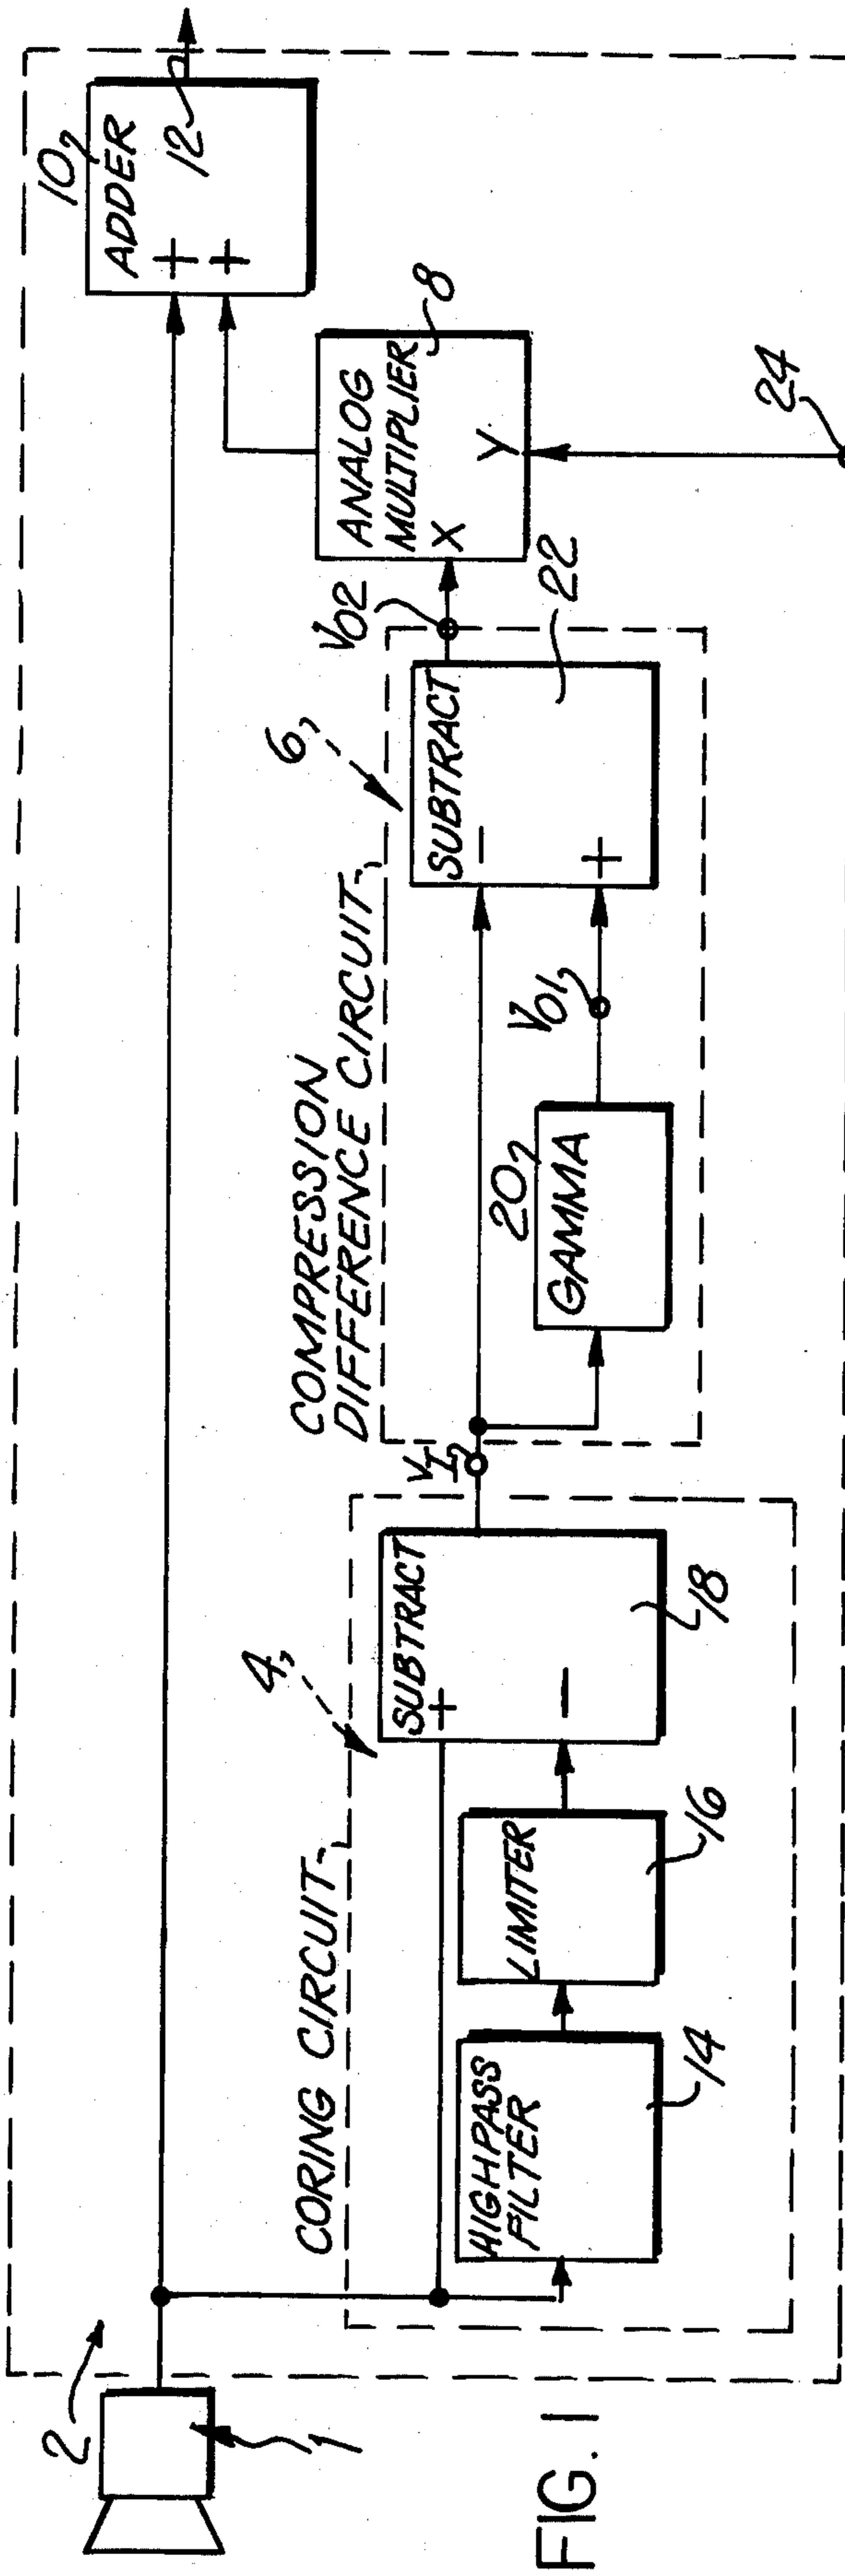 2
1
FIG. 1
CORING CIRCUIT
4
HIGHPASS
FILTER
14
LIMITER
16
SUBTRACT
+
−
18
VI
COMPRESSION
DIFFERENCE CIRCUIT
6
20
GAMMA
V01
SUBTRACT
−
+
22
V02
ANALOG
MULTIPLIER
X
Y
8
24
10
ADDER
+
+
12